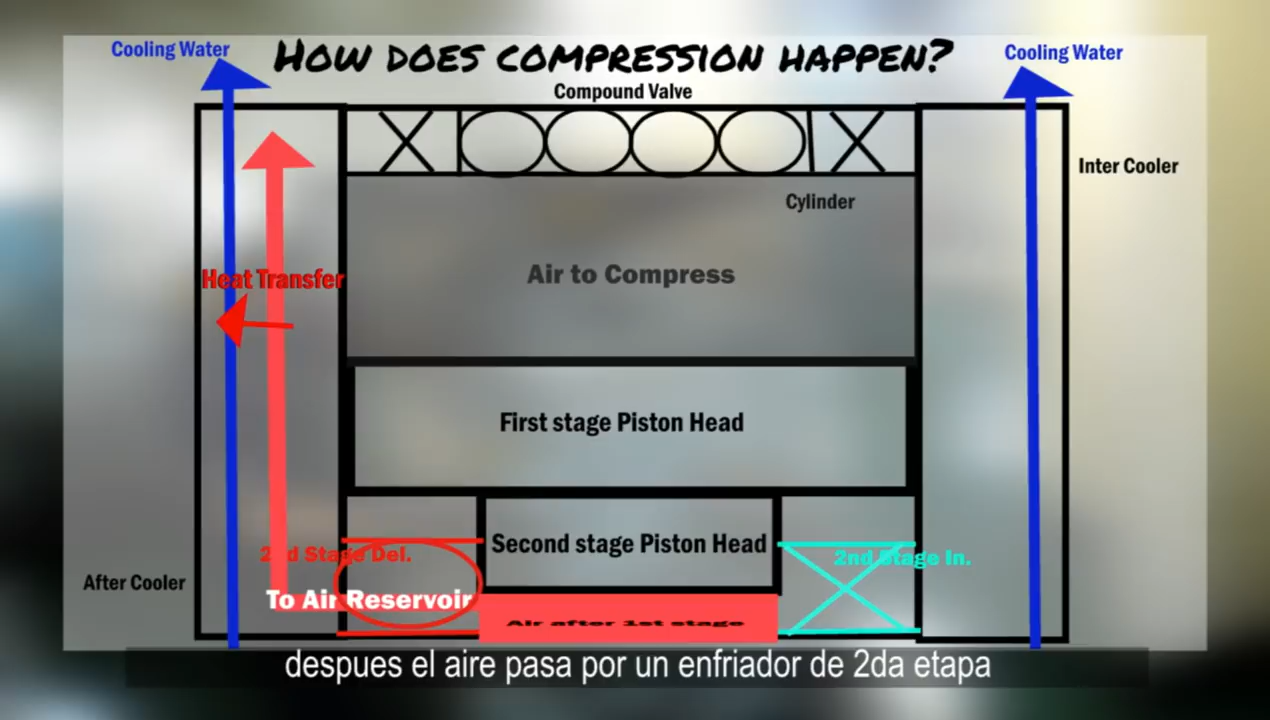 Cooling Water
HOW DOES COMPRESSION HAPPEN?
Cooling Water
Compound Valve
Inter Cooler
Cylinder
Air to Compress
Heat Transfer
First stage Piston Head
Second stage Piston Head
2nd Stage Del.
2nd Stage In.
After Cooler
To Air Reservoir
Air after 1st stage
despues el aire pasa por un enfriador de 2da etapa